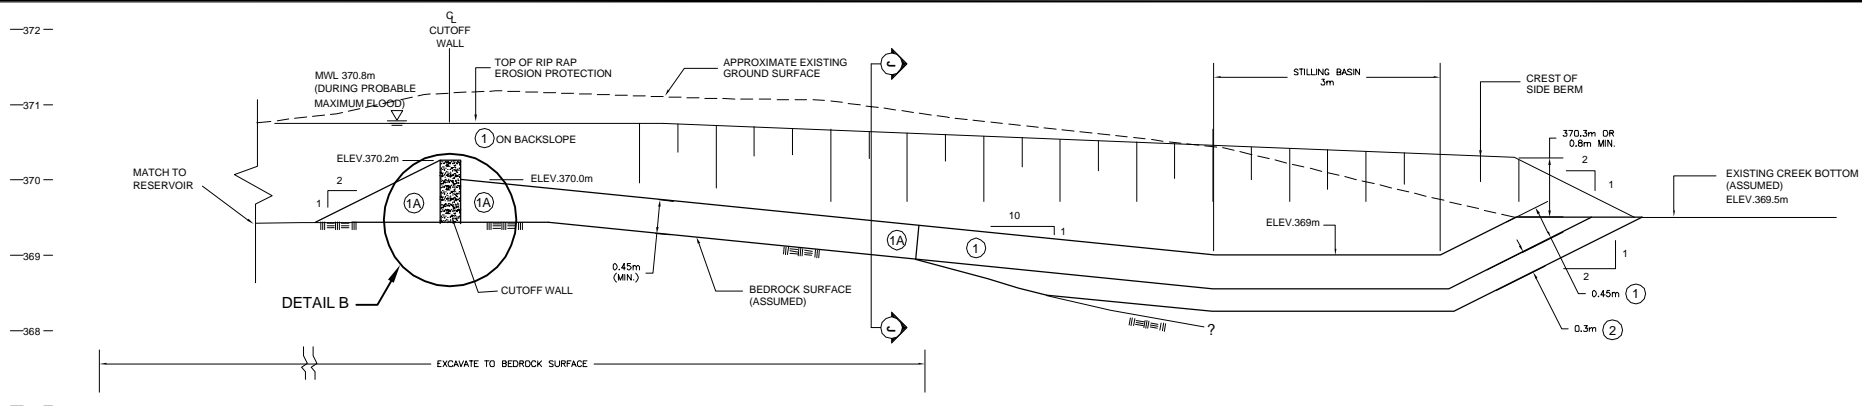 372
371
370
369
368
℄
CUTOFF
WALL
MWL 370.8m
(DURING PROBABLE
MAXIMUM FLOOD)
TOP OF RIP RAP
EROSION PROTECTION
APPROXIMATE EXISTING
GROUND SURFACE
J
STILLING BASIN
3m
CREST OF
SIDE BERM
370.3m OR
0.8m MIN.
2
1
1 ON BACKSLOPE
ELEV.370.2m
ELEV.370.0m
MATCH TO
RESERVOIR
2
1
1A
1A
EXISTING CREEK BOTTOM
(ASSUMED)
ELEV.369.5m
10
1
ELEV.369m
1A
1
1
2
0.45m
(MIN.)
0.45m 1
0.3m 2
DETAIL B
CUTOFF WALL
BEDROCK SURFACE
(ASSUMED)
J
?
EXCAVATE TO BEDROCK SURFACE